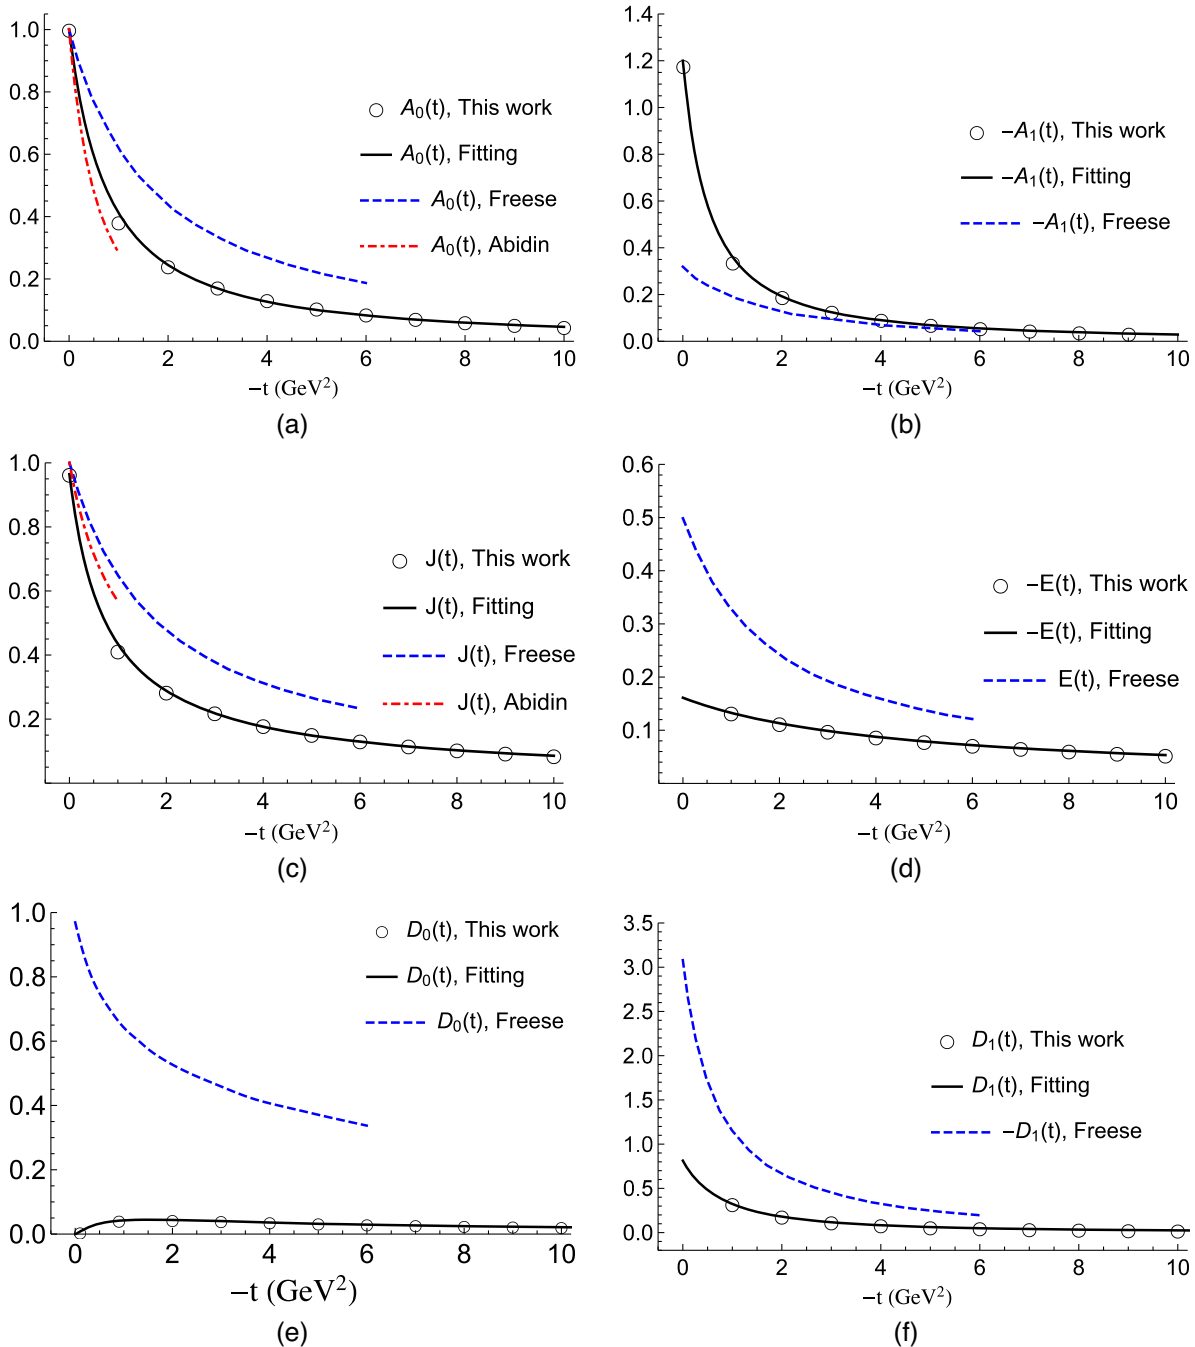 1.0
0.8
0.6
0.4
0.2
0.0
A₀(t), This work
A₀(t), Fitting
A₀(t), Freese
A₀(t), Abidin
0 2 4 6 8 10
−t (GeV²)
(a)
1.4
1.2
1.0
0.8
0.6
0.4
0.2
0.0
−A₁(t), This work
−A₁(t), Fitting
−A₁(t), Freese
0 2 4 6 8 10
−t (GeV²)
(b)
1.0
0.8
0.6
0.4
0.2
J(t), This work
J(t), Fitting
J(t), Freese
J(t), Abidin
0 2 4 6 8 10
−t (GeV²)
(c)
0.6
0.5
0.4
0.3
0.2
0.1
−E(t), This work
−E(t), Fitting
E(t), Freese
0 2 4 6 8 10
−t (GeV²)
(d)
1.0
0.8
0.6
0.4
0.2
0.0
D₀(t), This work
D₀(t), Fitting
D₀(t), Freese
0 2 4 6 8 10
−t (GeV²)
(e)
3.5
3.0
2.5
2.0
1.5
1.0
0.5
0.0
D₁(t), This work
D₁(t), Fitting
−D₁(t), Freese
0 2 4 6 8 10
−t (GeV²)
(f)